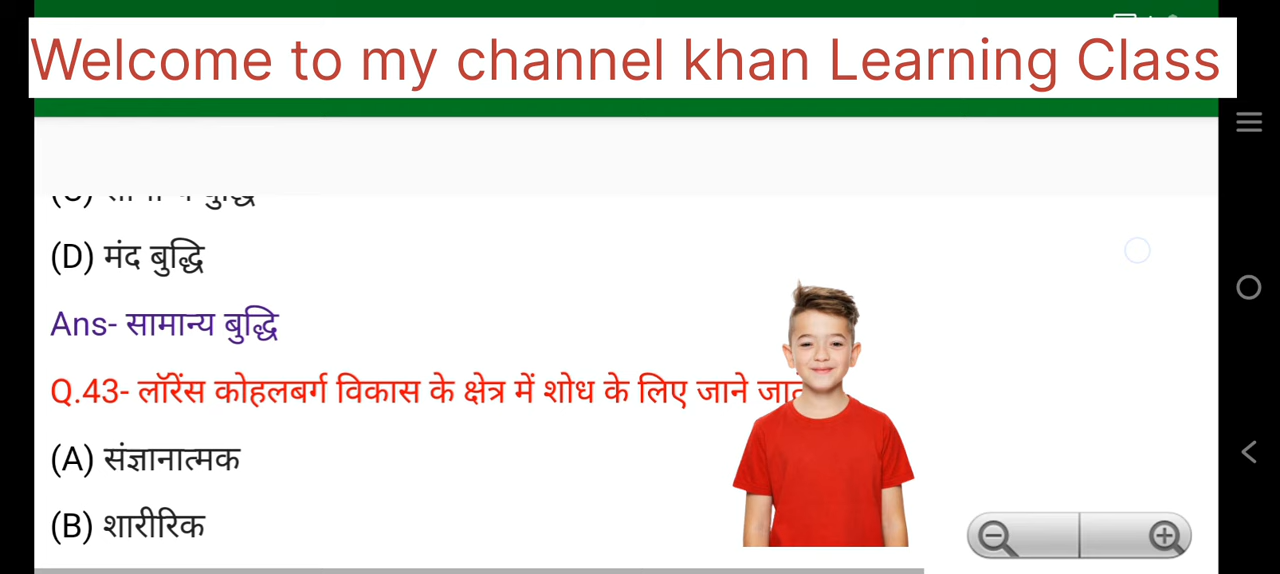 Welcome to my channel khan Learning Class
(D) मंद बुद्धि
Ans- सामान्य बुद्धि
Q.43- लॉरेंस कोहलबर्ग विकास के क्षेत्र में शोध के लिए जाने
(A) संज्ञानात्मक
(B) शारीरिक